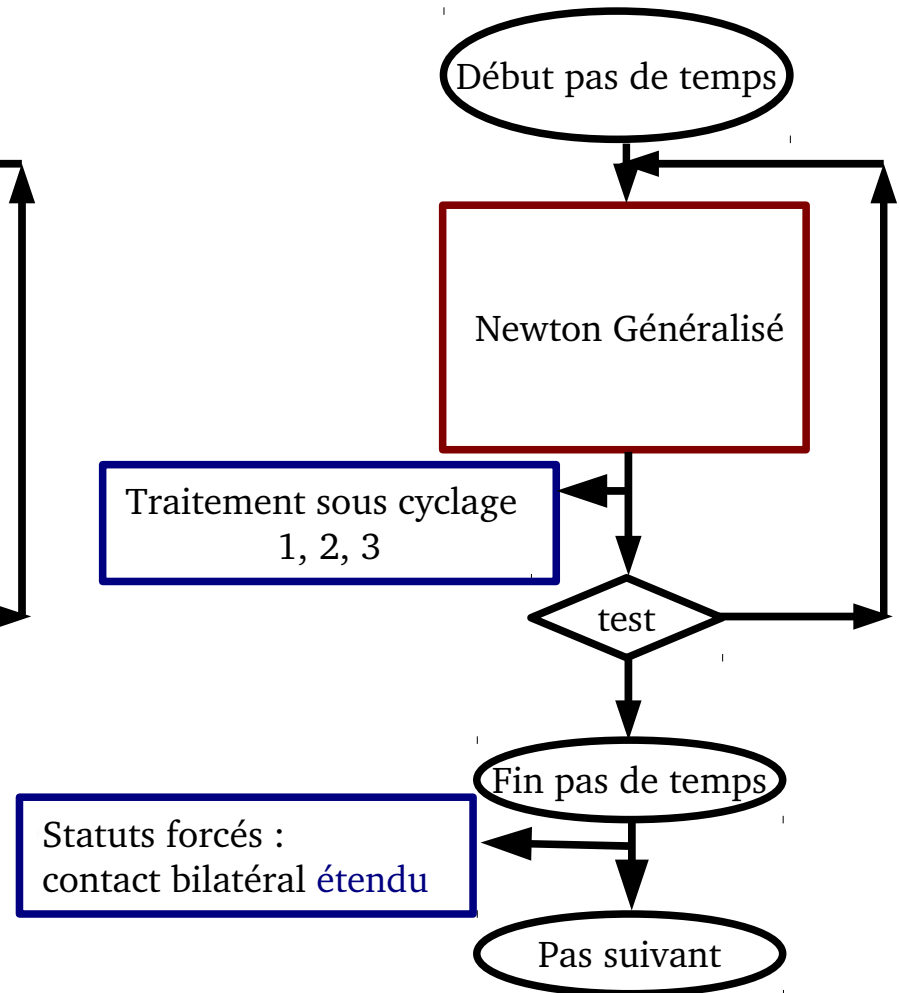 Début pas de temps
Newton Généralisé
Traitement sous cyclage
1, 2, 3
test
Fin pas de temps
Statuts forcés :
contact bilatéral étendu
Pas suivant